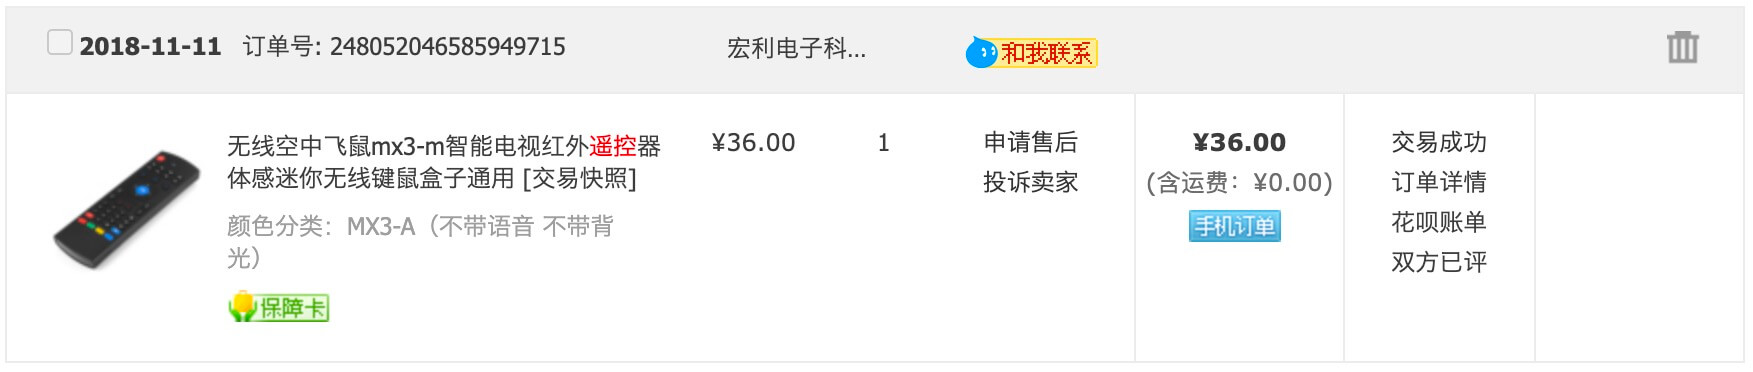 2018-11-11 订单号: 248052046585949715 宏利电子科... 和我联系
无线空中飞鼠mx3-m智能电视红外遥控器 ¥36.00 1 申请售后 ¥36.00 交易成功
体感迷你无线键鼠盒子通用 [交易快照] 投诉卖家 (含运费：¥0.00) 订单详情
颜色分类：MX3-A（不带语音 不带背 手机订单 花呗账单
光） 双方已评
保障卡